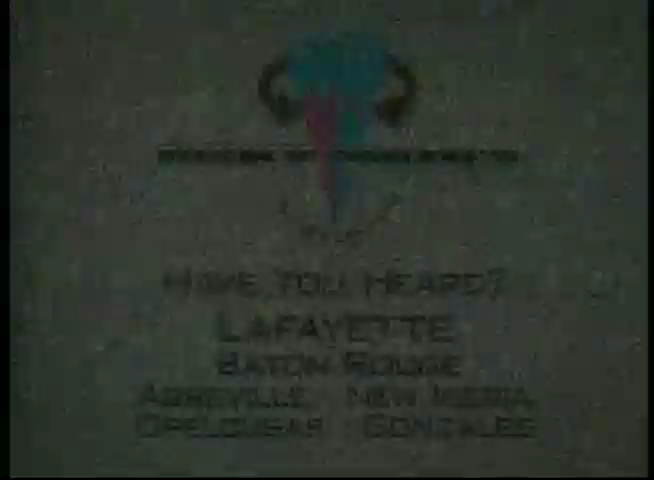 HAVE YOU HEARD?
LAFAYETTE
BATON ROUGE
ABBEVILLE NEW IBERIA
OPELOUSAS GONZALES